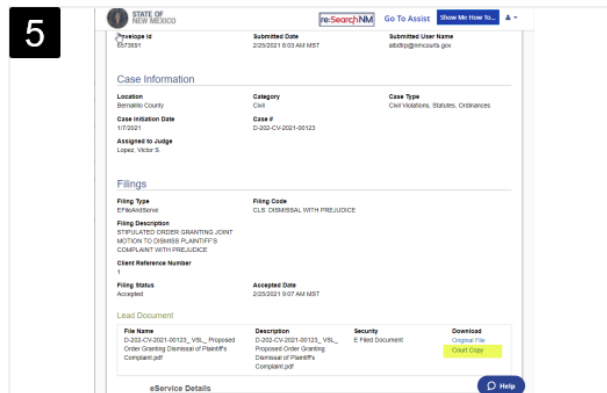 5
STATE OF
NEW MEXICO
re:SearchNM Go To Assist Show Me How To...
Envelope Id Submitted Date Submitted User Name
6573691 2/25/2021 9:03 AM MST albdtrp@nmcourts.gov
Case Information
Location Category Case Type
Bernalillo County Civil Civil Violations, Statutes, Ordinances
Case Initiation Date Case #
1/7/2021 D-202-CV-2021-00123
Assigned to Judge
Lopez, Victor S.
Filings
Filing Type Filing Code
EFileAndServe CLS: DISMISSAL WITH PREJUDICE
Filing Description
STIPULATED ORDER GRANTING JOINT
MOTION TO DISMISS PLAINTIFF'S
COMPLAINT WITH PREJUDICE
Client Reference Number
1
Filing Status Accepted Date
Accepted 2/25/2021 9:07 AM MST
Lead Document
File Name Description Security Download
D-202-CV-2021-00123_ VSL_ Proposed D-202-CV-2021-00123_ VSL_ E Filed Document Original File
Order Granting Dismissal of Plaintiff's Proposed Order Granting Court Copy
Complaint.pdf Dismissal of Plaintiff's
Complaint.pdf
eService Details
Help